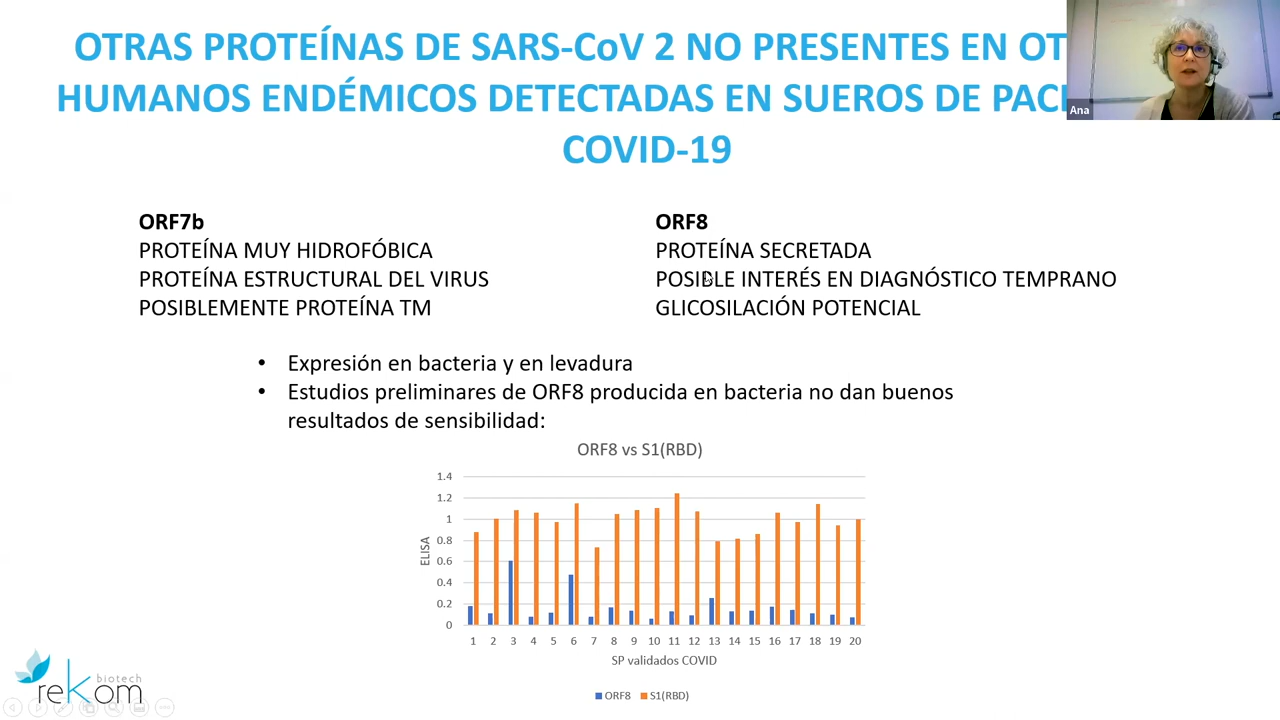 OTRAS PROTEÍNAS DE SARS-CoV 2 NO PRESENTES EN
HUMANOS ENDÉMICOS DETECTADAS EN SUEROS DE
COVID-19
Ana
ORF7b
PROTEÍNA MUY HIDROFÓBICA
PROTEÍNA ESTRUCTURAL DEL VIRUS
POSIBLEMENTE PROTEÍNA TM
ORF8
PROTEÍNA SECRETADA
POSIBLE INTERÉS EN DIAGNÓSTICO TEMPRANO
GLICOSILACIÓN POTENCIAL
• Expresión en bacteria y en levadura
• Estudios preliminares de ORF8 producida en bacteria no dan buenos
resultados de sensibilidad:
ORF8 vs S1(RBD)
1.4
1.2
1
0.8
0.6
0.4
0.2
0
ELISA
1 2 3 4 5 6 7 8 9 10 11 12 13 14 15 16 17 18 19 20
SP validados COVID
ORF8 S1(RBD)
biotech
rekom